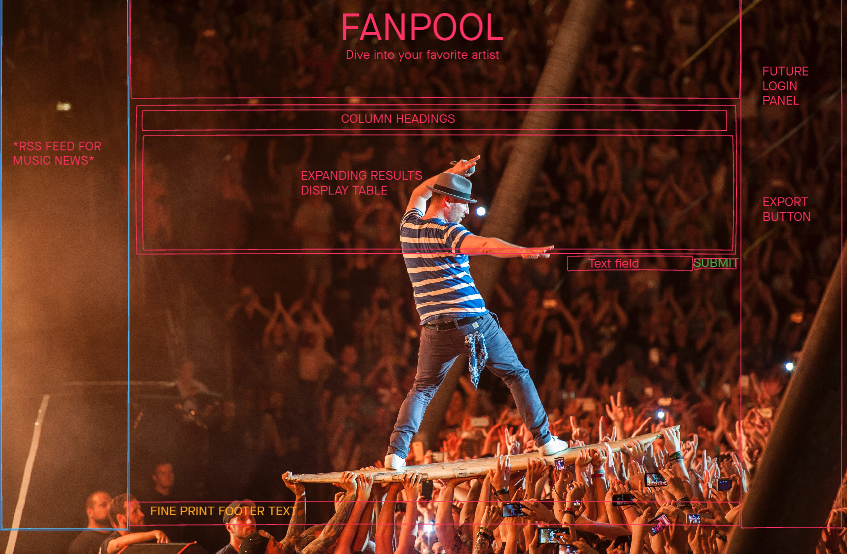 FANPOOL
Dive into your favorite artist
FUTURE
LOGIN
PANEL
COLUMN HEADINGS
*RSS FEED FOR
MUSIC NEWS*
EXPANDING RESULTS
DISPLAY TABLE
EXPORT
BUTTON
Text field
SUBMIT
FINE PRINT FOOTER TEXT